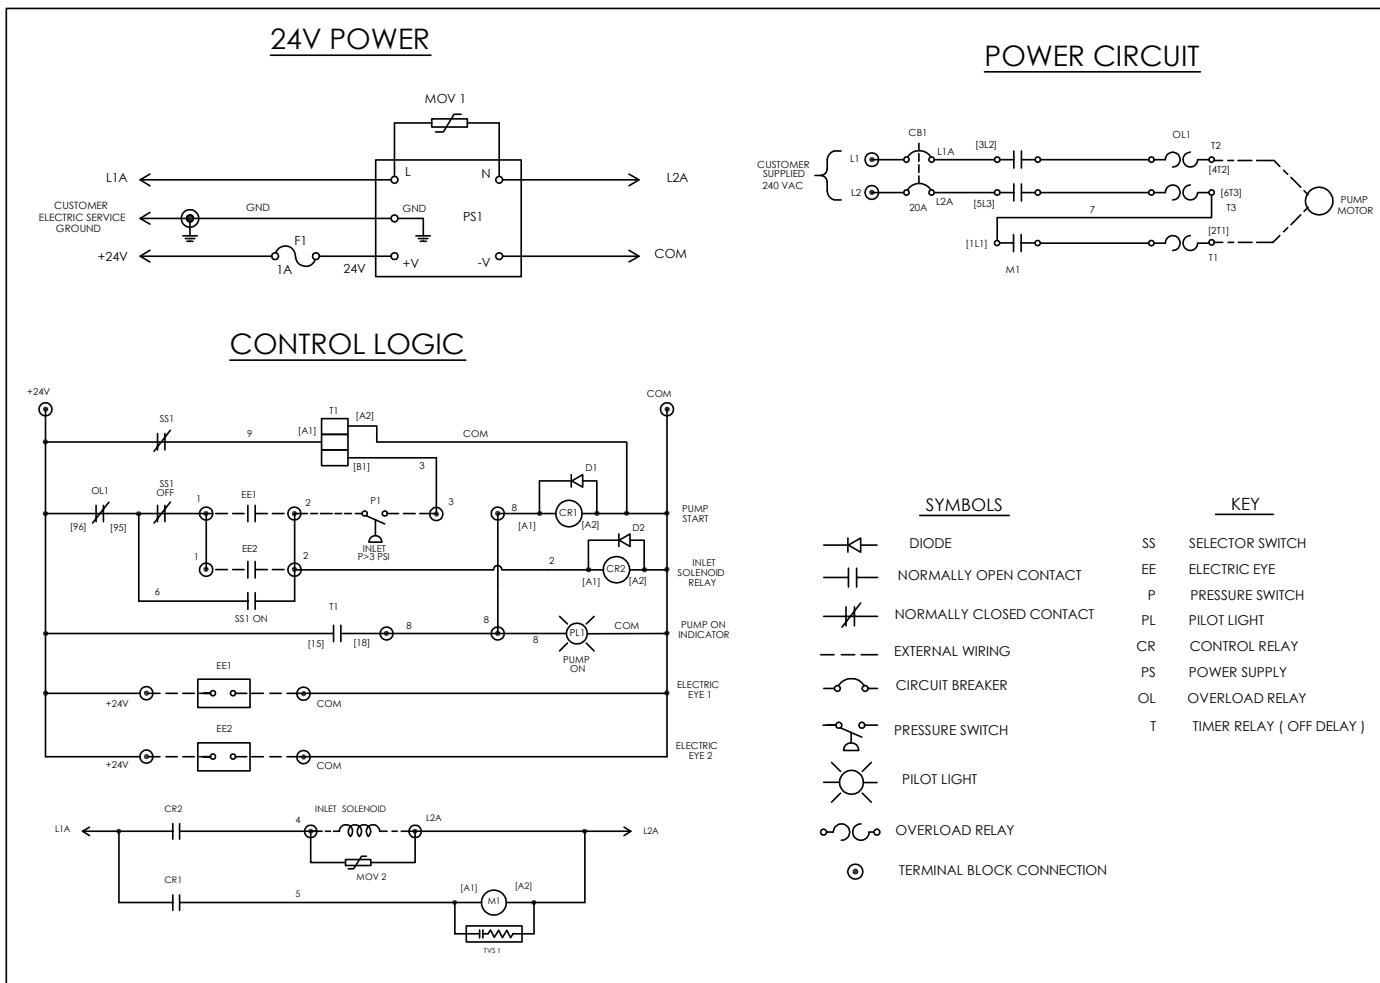 24V POWER
MOV 1
L1A
L
N
L2A
CUSTOMER
ELECTRIC SERVICE
GROUND
GND
GND
PS1
+24V
F1
1A
24V
+V
-V
COM
POWER CIRCUIT
CUSTOMER
SUPPLIED
240 VAC
L1
L2
CB1
20A
L1A
L2A
[3L2]
[5L3]
[1L1]
M1
7
OL1
T2
[4T2]
[6T3]
T3
[2T1]
T1
PUMP
MOTOR
CONTROL LOGIC
+24V
COM
SS1
9
[A1]
T1
[A2]
[B1]
COM
3
OL1
[96]
[95]
SS1
OFF
1
EE1
2
P1
INLET
P>3 PSI
3
8
[A1]
D1
CR1
[A2]
PUMP
START
1
EE2
2
2
[A1]
D2
CR2
[A2]
INLET
SOLENOID
RELAY
6
SS1 ON
T1
[15]
[18]
8
8
8
PL1
PUMP
ON
COM
PUMP ON
INDICATOR
+24V
EE1
COM
ELECTRIC
EYE 1
+24V
EE2
COM
ELECTRIC
EYE 2
L1A
CR2
4
INLET SOLENOID
L2A
L2A
MOV 2
CR1
5
[A1]
M1
[A2]
TVS 1
SYMBOLS
DIODE
NORMALLY OPEN CONTACT
NORMALLY CLOSED CONTACT
EXTERNAL WIRING
CIRCUIT BREAKER
PRESSURE SWITCH
PILOT LIGHT
OVERLOAD RELAY
TERMINAL BLOCK CONNECTION
KEY
SS SELECTOR SWITCH
EE ELECTRIC EYE
P PRESSURE SWITCH
PL PILOT LIGHT
CR CONTROL RELAY
PS POWER SUPPLY
OL OVERLOAD RELAY
T TIMER RELAY ( OFF DELAY )